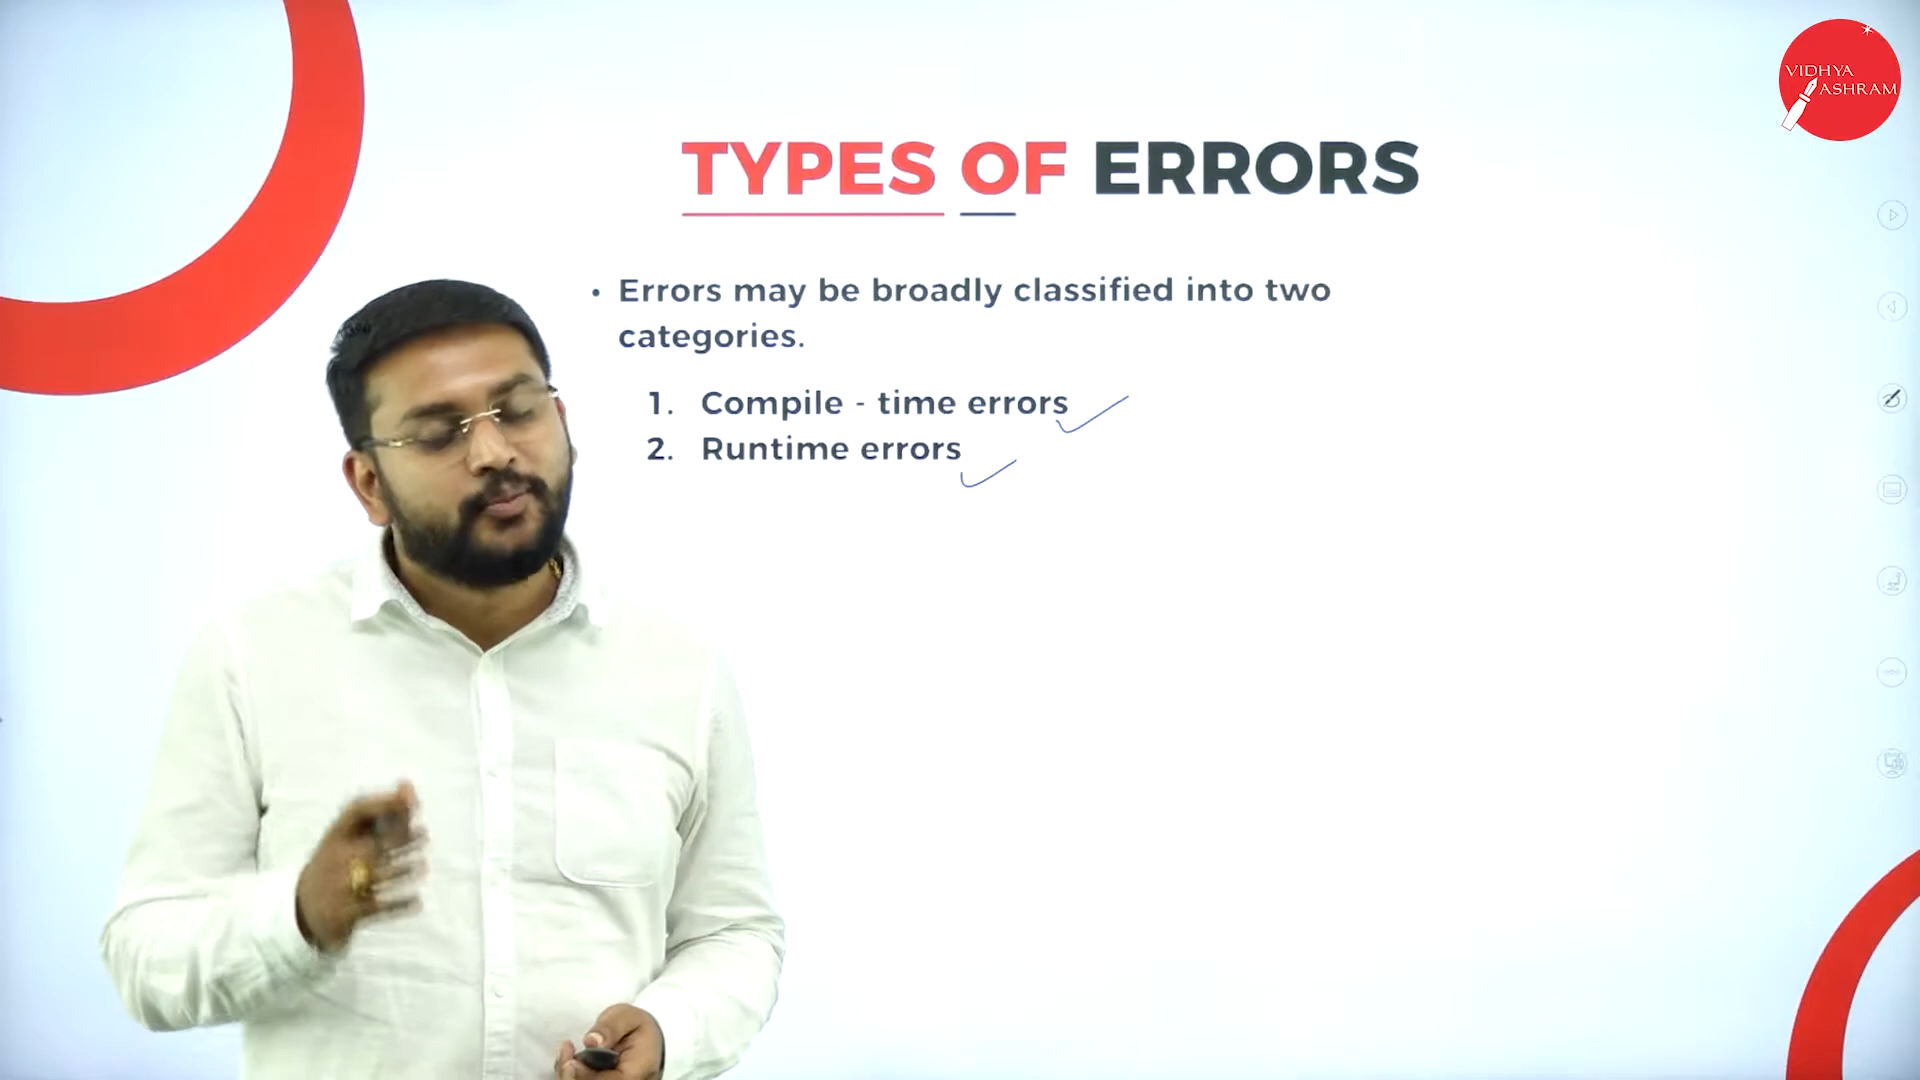 VIDHYA
ASHRAM
TYPES OF ERRORS
• Errors may be broadly classified into two
categories.
1. Compile - time errors
2. Runtime errors